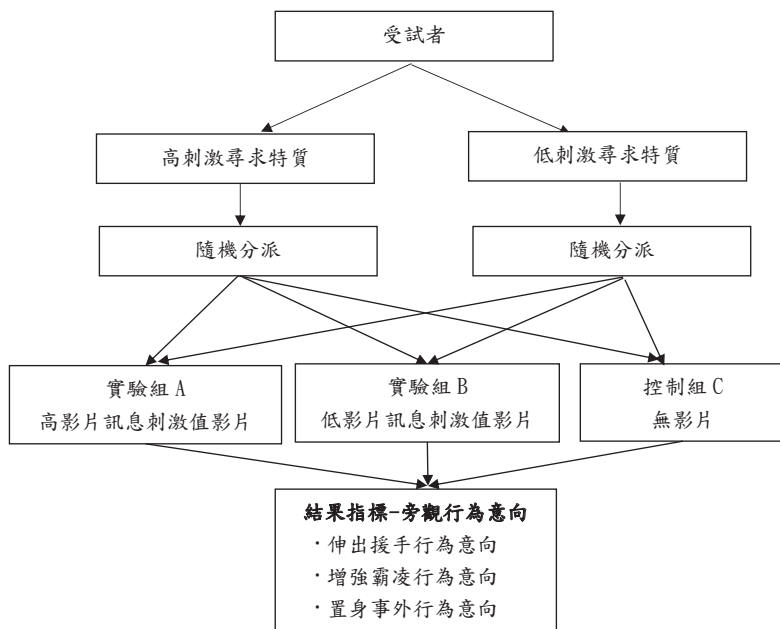 受試者
高刺激尋求特質
低刺激尋求特質
隨機分派
隨機分派
實驗組A
高影片訊息刺激值影片
實驗組B
低影片訊息刺激值影片
控制組C
無影片
結果指標-旁觀行為意向
·伸出援手行為意向
·增強霸凌行為意向
·置身事外行為意向